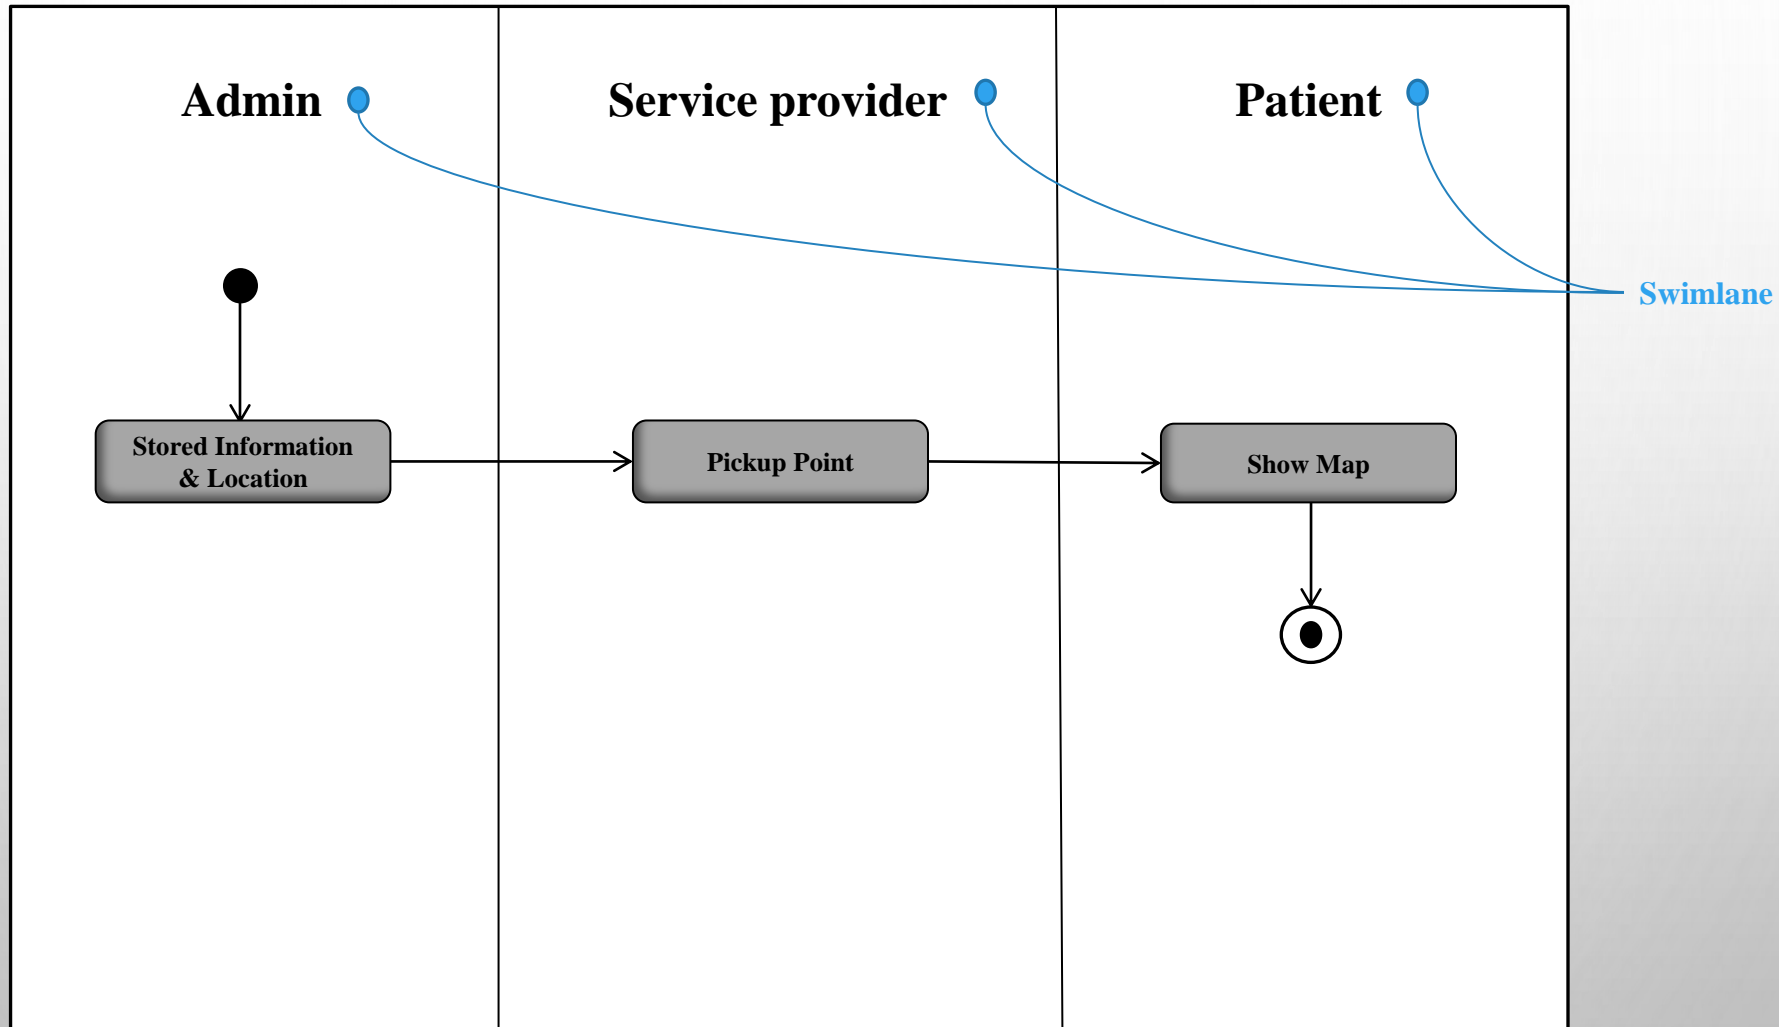 Admin
Service provider
Patient
Swimlane
Stored Information
& Location
Pickup Point
Show Map